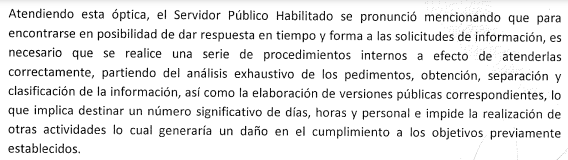 Atendiendo esta óptica, el Servidor Público Habilitado se pronunció mencionando que para
encontrarse en posibilidad de dar respuesta en tiempo y forma a las solicitudes de información, es
necesario que se realice una serie de procedimientos internos a efecto de atenderlas
correctamente, partiendo del análisis exhaustivo de los pedimentos, obtención, separación y
clasificación de la información, así como la elaboración de versiones públicas correspondientes, lo
que implica destinar un número significativo de días, horas y personal e impide la realización de
otras actividades lo cual generaría un daño en el cumplimiento a los objetivos previamente
establecidos.